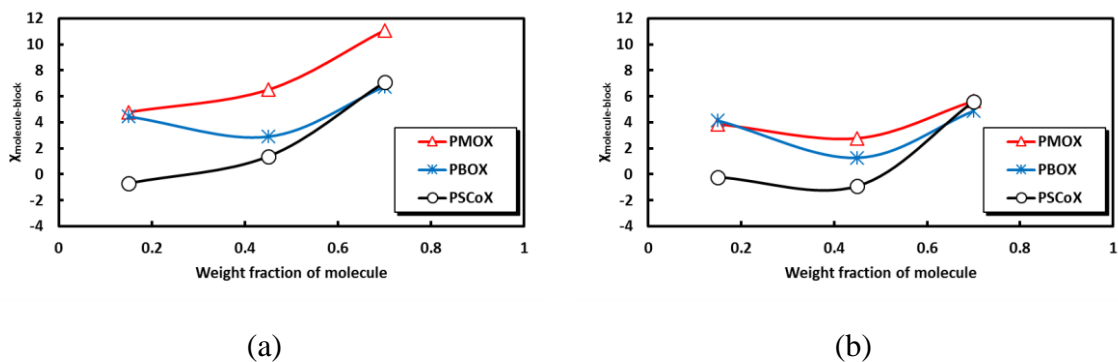 12
10
8
6
4
2
0
-2
-4
χmolecule-block
0 0.2 0.4 0.6 0.8 1
Weight fraction of molecule
PMOX
PBOX
PSCoX
(a)
12
10
8
6
4
2
0
-2
-4
χmolecule-block
0 0.2 0.4 0.6 0.8 1
Weight fraction of molecule
PMOX
PBOX
PSCoX
(b)